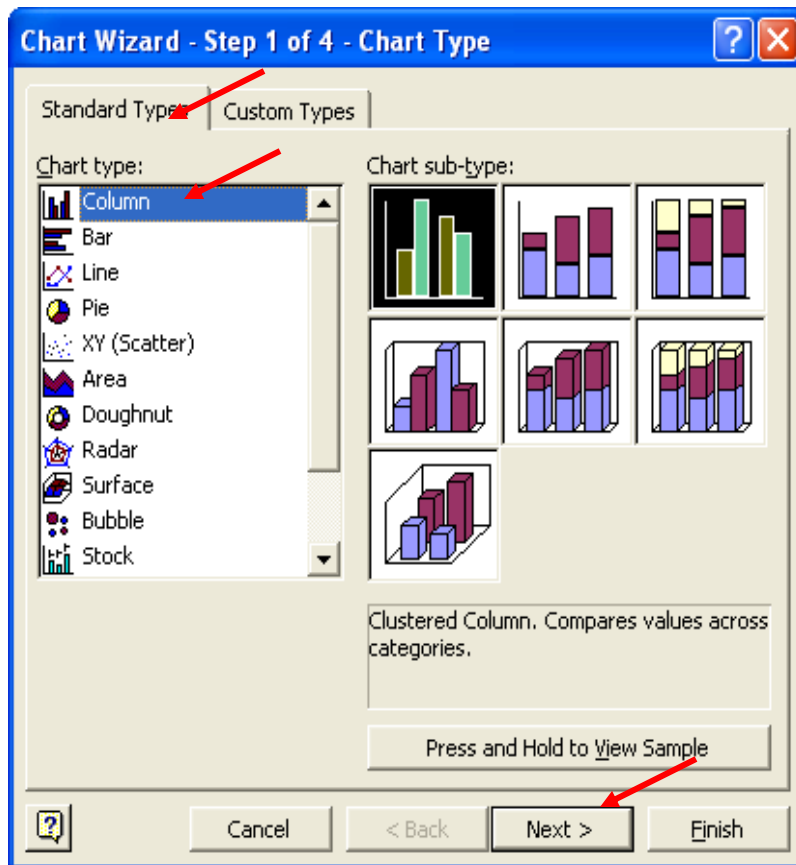 Chart Wizard - Step 1 of 4 - Chart Type
Standard Types
Custom Types
Chart type:
Column
Bar
Line
Pie
XY (Scatter)
Area
Doughnut
Radar
Surface
Bubble
Stock
Chart sub-type:
Clustered Column. Compares values across
categories.
Press and Hold to View Sample
Cancel
< Back
Next >
Finish